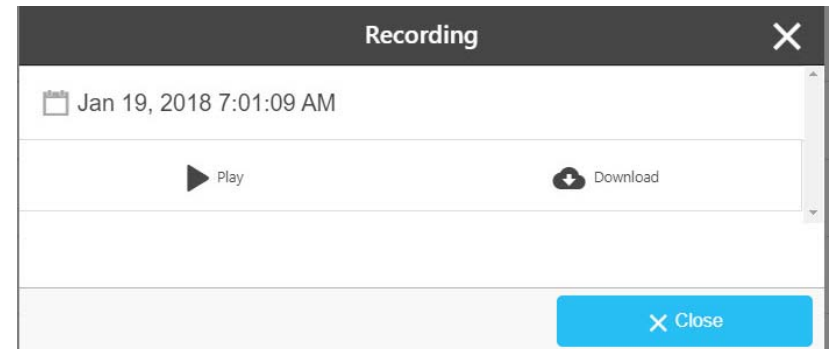 Recording
Jan 19, 2018 7:01:09 AM
Play
Download
Close